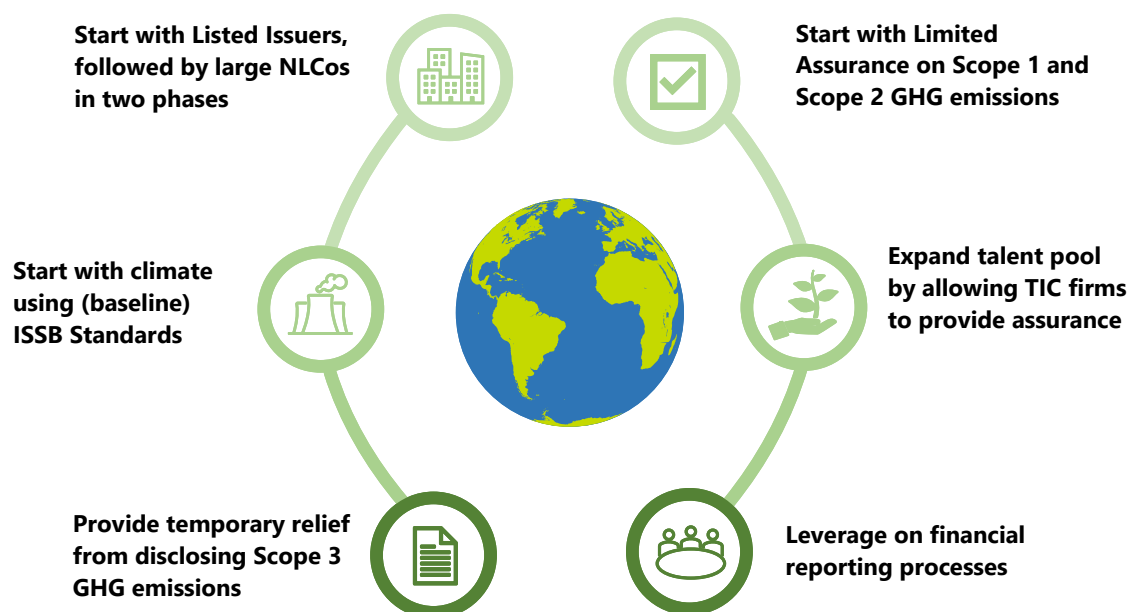 Start with Listed Issuers,
followed by large NLCos
in two phases
Start with climate
using (baseline)
ISSB Standards
Provide temporary relief
from disclosing Scope 3
GHG emissions
Start with Limited
Assurance on Scope 1 and
Scope 2 GHG emissions
Expand talent pool
by allowing TIC firms
to provide assurance
Leverage on financial
reporting processes